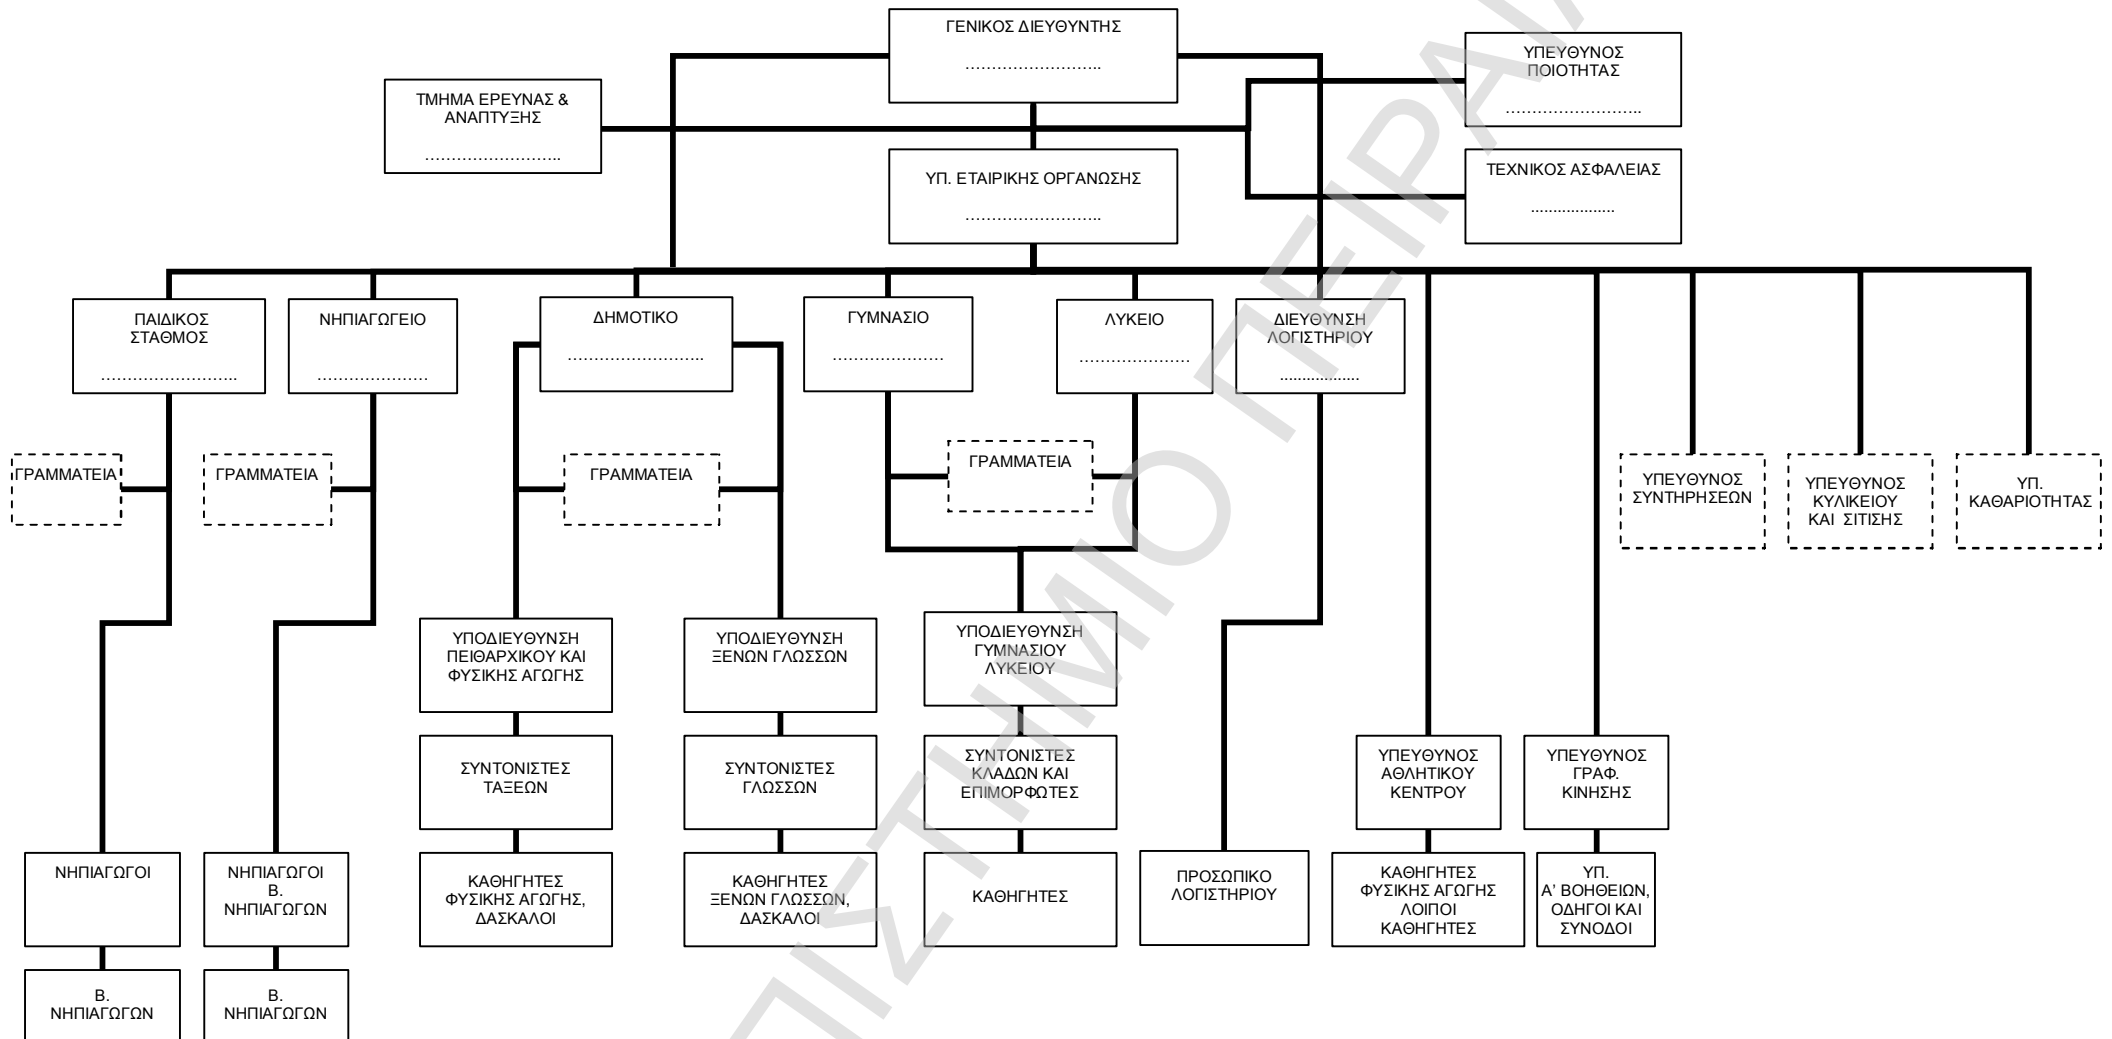 ΓΕΝΙΚΟΣ ΔΙΕΥΘΥΝΤΗΣ
……………………..
ΥΠΕΥΘΥΝΟΣ
ΠΟΙΟΤΗΤΑΣ
……………………..
ΤΜΗΜΑ ΕΡΕΥΝΑΣ &
ΑΝΑΠΤΥΞΗΣ
……………………..
ΥΠ. ΕΤΑΙΡΙΚΗΣ ΟΡΓΑΝΩΣΗΣ
……………………..
ΤΕΧΝΙΚΟΣ ΑΣΦΑΛΕΙΑΣ
...................
ΠΑΙΔΙΚΟΣ
ΣΤΑΘΜΟΣ
……………………..
ΝΗΠΙΑΓΩΓΕΙΟ
…………………
ΔΗΜΟΤΙΚΟ
……………………..
ΓΥΜΝΑΣΙΟ
…………………
ΛΥΚΕΙΟ
…………………
ΔΙΕΥΘΥΝΣΗ
ΛΟΓΙΣΤΗΡΙΟΥ
..................
ΓΡΑΜΜΑΤΕΙΑ
ΓΡΑΜΜΑΤΕΙΑ
ΓΡΑΜΜΑΤΕΙΑ
ΓΡΑΜΜΑΤΕΙΑ
ΥΠΕΥΘΥΝΟΣ
ΣΥΝΤΗΡΗΣΕΩΝ
ΥΠΕΥΘΥΝΟΣ
ΚΥΛΙΚΕΙΟΥ
ΚΑΙ ΣΙΤΙΣΗΣ
ΥΠ.
ΚΑΘΑΡΙΟΤΗΤΑΣ
ΥΠΟΔΙΕΥΘΥΝΣΗ
ΠΕΙΘΑΡΧΙΚΟΥ ΚΑΙ
ΦΥΣΙΚΗΣ ΑΓΩΓΗΣ
ΥΠΟΔΙΕΥΘΥΝΣΗ
ΞΕΝΩΝ ΓΛΩΣΣΩΝ
ΥΠΟΔΙΕΥΘΥΝΣΗ
ΓΥΜΝΑΣΙΟΥ
ΛΥΚΕΙΟΥ
ΣΥΝΤΟΝΙΣΤΕΣ
ΤΑΞΕΩΝ
ΣΥΝΤΟΝΙΣΤΕΣ
ΓΛΩΣΣΩΝ
ΣΥΝΤΟΝΙΣΤΕΣ
ΚΛΑΔΩΝ ΚΑΙ
ΕΠΙΜΟΡΦΩΤΕΣ
ΥΠΕΥΘΥΝΟΣ
ΑΘΛΗΤΙΚΟΥ
ΚΕΝΤΡΟΥ
ΥΠΕΥΘΥΝΟΣ
ΓΡΑΦ.
ΚΙΝΗΣΗΣ
ΝΗΠΙΑΓΩΓΟΙ
ΝΗΠΙΑΓΩΓΟΙ
Β.
ΝΗΠΙΑΓΩΓΩΝ
ΚΑΘΗΓΗΤΕΣ
ΦΥΣΙΚΗΣ ΑΓΩΓΗΣ,
ΔΑΣΚΑΛΟΙ
ΚΑΘΗΓΗΤΕΣ
ΞΕΝΩΝ ΓΛΩΣΣΩΝ,
ΔΑΣΚΑΛΟΙ
ΚΑΘΗΓΗΤΕΣ
ΠΡΟΣΩΠΙΚΟ
ΛΟΓΙΣΤΗΡΙΟΥ
ΚΑΘΗΓΗΤΕΣ
ΦΥΣΙΚΗΣ ΑΓΩΓΗΣ
ΛΟΙΠΟΙ
ΚΑΘΗΓΗΤΕΣ
ΥΠ.
Α' ΒΟΗΘΕΙΩΝ,
ΟΔΗΓΟΙ ΚΑΙ
ΣΥΝΟΔΟΙ
Β.
ΝΗΠΙΑΓΩΓΩΝ
Β.
ΝΗΠΙΑΓΩΓΩΝ